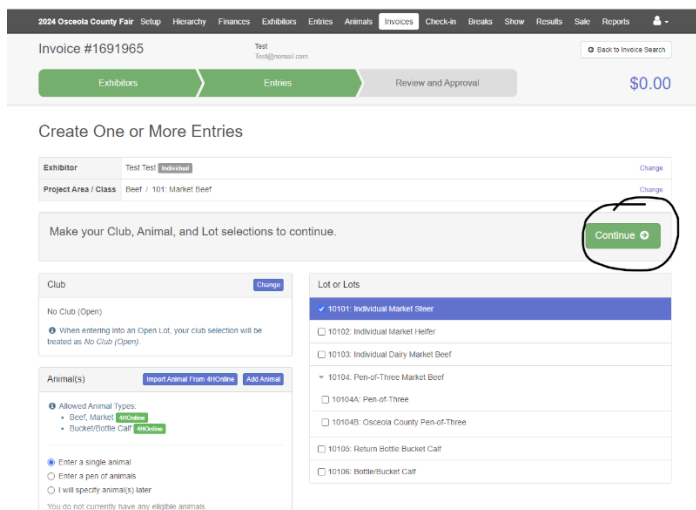 2024 Osceola County Fair Setup Hierarchy Finances Exhibitors Entries Animals Invoices Check-in Breaks Show Results Sale Reports
Invoice #1691965
Test
Test@nomail.com
Back to Invoice Search
Exhibitors
Entries
Review and Approval
$0.00
Create One or More Entries
Exhibitor Test Test Individual Change
Project Area / Class Beef / 101: Market Beef Change
Make your Club, Animal, and Lot selections to continue.
Continue
Club
Change
No Club (Open)
When entering into an Open Lot, your club selection will be
treated as No Club (Open).
Animal(s)
Import Animal From 4HOnline
Add Animal
Allowed Animal Types:
• Beef, Market 4HOnline
• Bucket/Bottle Calf 4HOnline
Enter a single animal
Enter a pen of animals
I will specify animal(s) later
You do not currently have any eligible animals
Lot or Lots
10101: Individual Market Steer
10102: Individual Market Heifer
10103: Individual Dairy Market Beef
10104: Pen-of-Three Market Beef
10104A: Pen-of-Three
10104B: Osceola County Pen-of-Three
10105: Return Bottle Bucket Calf
10106: Bottle/Bucket Calf